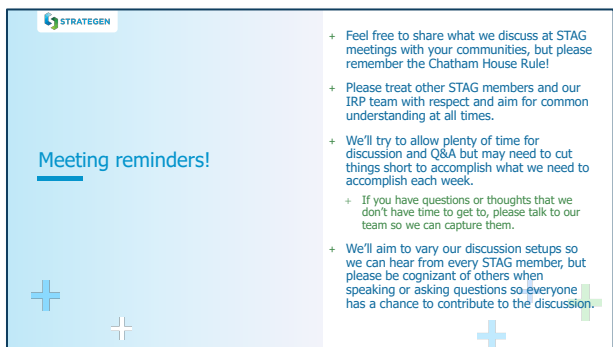 STRATEGEN
Meeting reminders!
+ Feel free to share what we discuss at STAG
meetings with your communities, but please
remember the Chatham House Rule!
+ Please treat other STAG members and our
IRP team with respect and aim for common
understanding at all times.
+ We'll try to allow plenty of time for
discussion and Q&A but may need to cut
things short to accomplish what we need to
accomplish each week.
+ If you have questions or thoughts that we
don't have time to get to, please talk to our
team so we can capture them.
+ We'll aim to vary our discussion setups so
we can hear from every STAG member, but
please be cognizant of others when
speaking or asking questions so everyone
has a chance to contribute to the discussion.